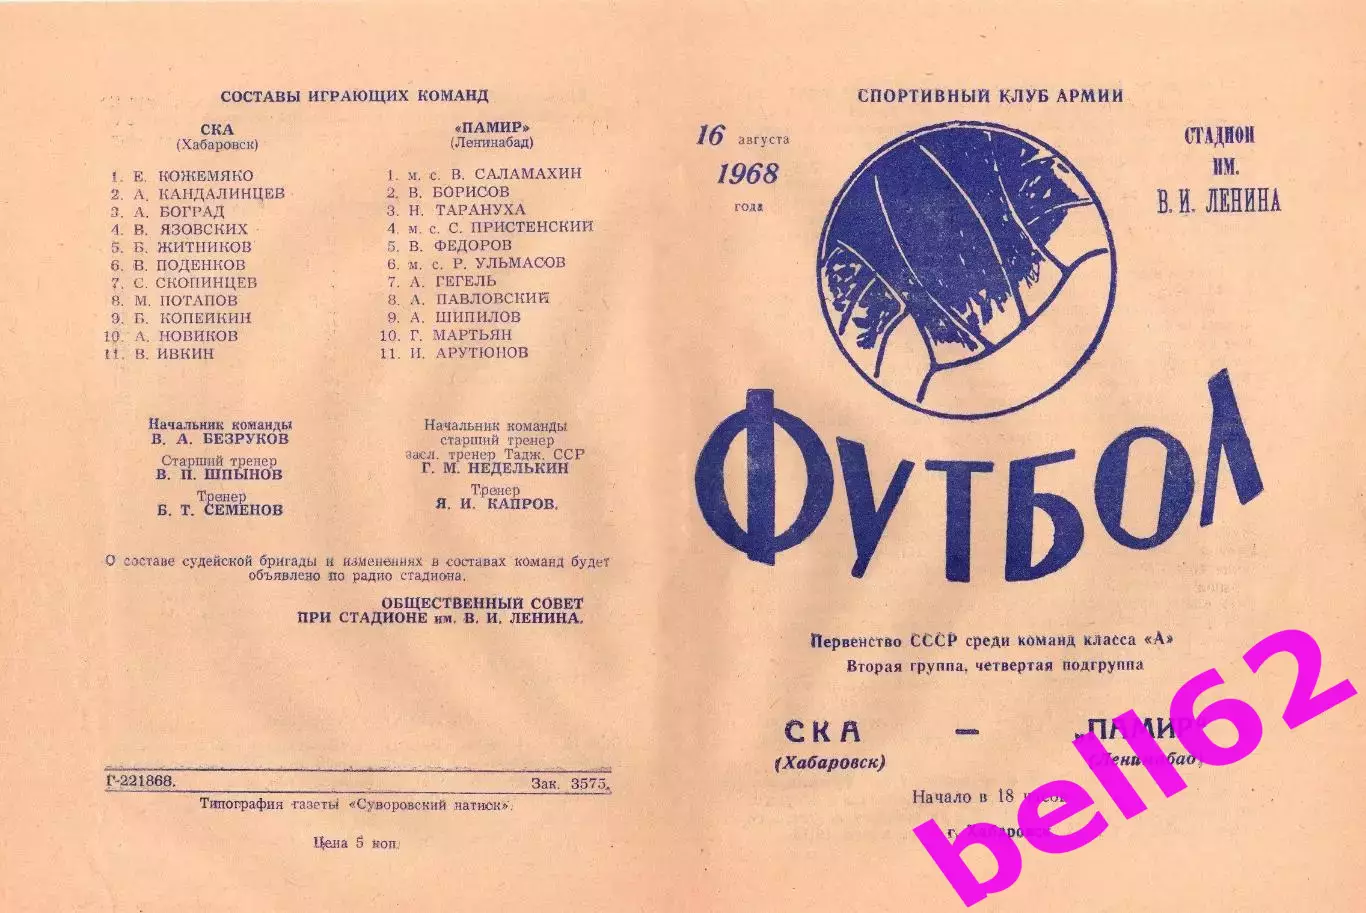 СОСТАВЫ ИГРАЮЩИХ КОМАНД
СКА
(Хабаровск)
1. Е. КОЖЕМЯКО
2. А. КАНДАЛИНЦЕВ
3. А. БОГРАД
4. В. ЯЗОВСКИХ
5. Б. ЖИТНИКОВ
6. В. ПОДЕНКОВ
7. С. СКОПИНЦЕВ
8. М. ПОТАПОВ
9. Б. КОПЕЙКИН
10. А. НОВИКОВ
11. В. ИВКИН
«ПАМИР»
(Ленинабад)
1. м. с. В. САЛАМАХИН
2. В. БОРИСОВ
3. Н. ТАРАНУХА
4. м. с. С. ПРИСТЕНСКИЙ
5. В. ФЕДОРОВ
6. м. с. Р. УЛЬМАСОВ
7. А. ГЕГЕЛЬ
8. А. ПАВЛОВСКИЙ
9. А. ШИПИЛОВ
10. Г. МАРТЬЯН
11. И. АРУТЮНОВ
Начальник команды
В. А. БЕЗРУКОВ
Старший тренер
В. П. ШПЫНОВ
Тренер
Б. Т. СЕМЕНОВ
Начальник команды
старший тренер
засл. тренер Тадж. ССР
Г. М. НЕДЕЛЬКИН
Тренер
Я. И. КАПРОВ.
О составе судейской бригады и изменениях в составах команд будет
объявлено по радио стадиона.
ОБЩЕСТВЕННЫЙ СОВЕТ
ПРИ СТАДИОНЕ им. В. И. ЛЕНИНА.
Г-221868. Зак. 3575.
Типография газеты «Суворовский натиск».
Цена 5 коп.
СПОРТИВНЫЙ КЛУБ АРМИИ
16 августа
1968
года
СТАДИОН
ИМ.
В. И. ЛЕНИНА
ФУТБОЛ
Первенство СССР среди команд класса «А»
Вторая группа, четвертая подгруппа
СКА — „ПАМИР"
(Хабаровск) (Ленинабад)
Начало в 18 часов
г. Хабаровск
bell62